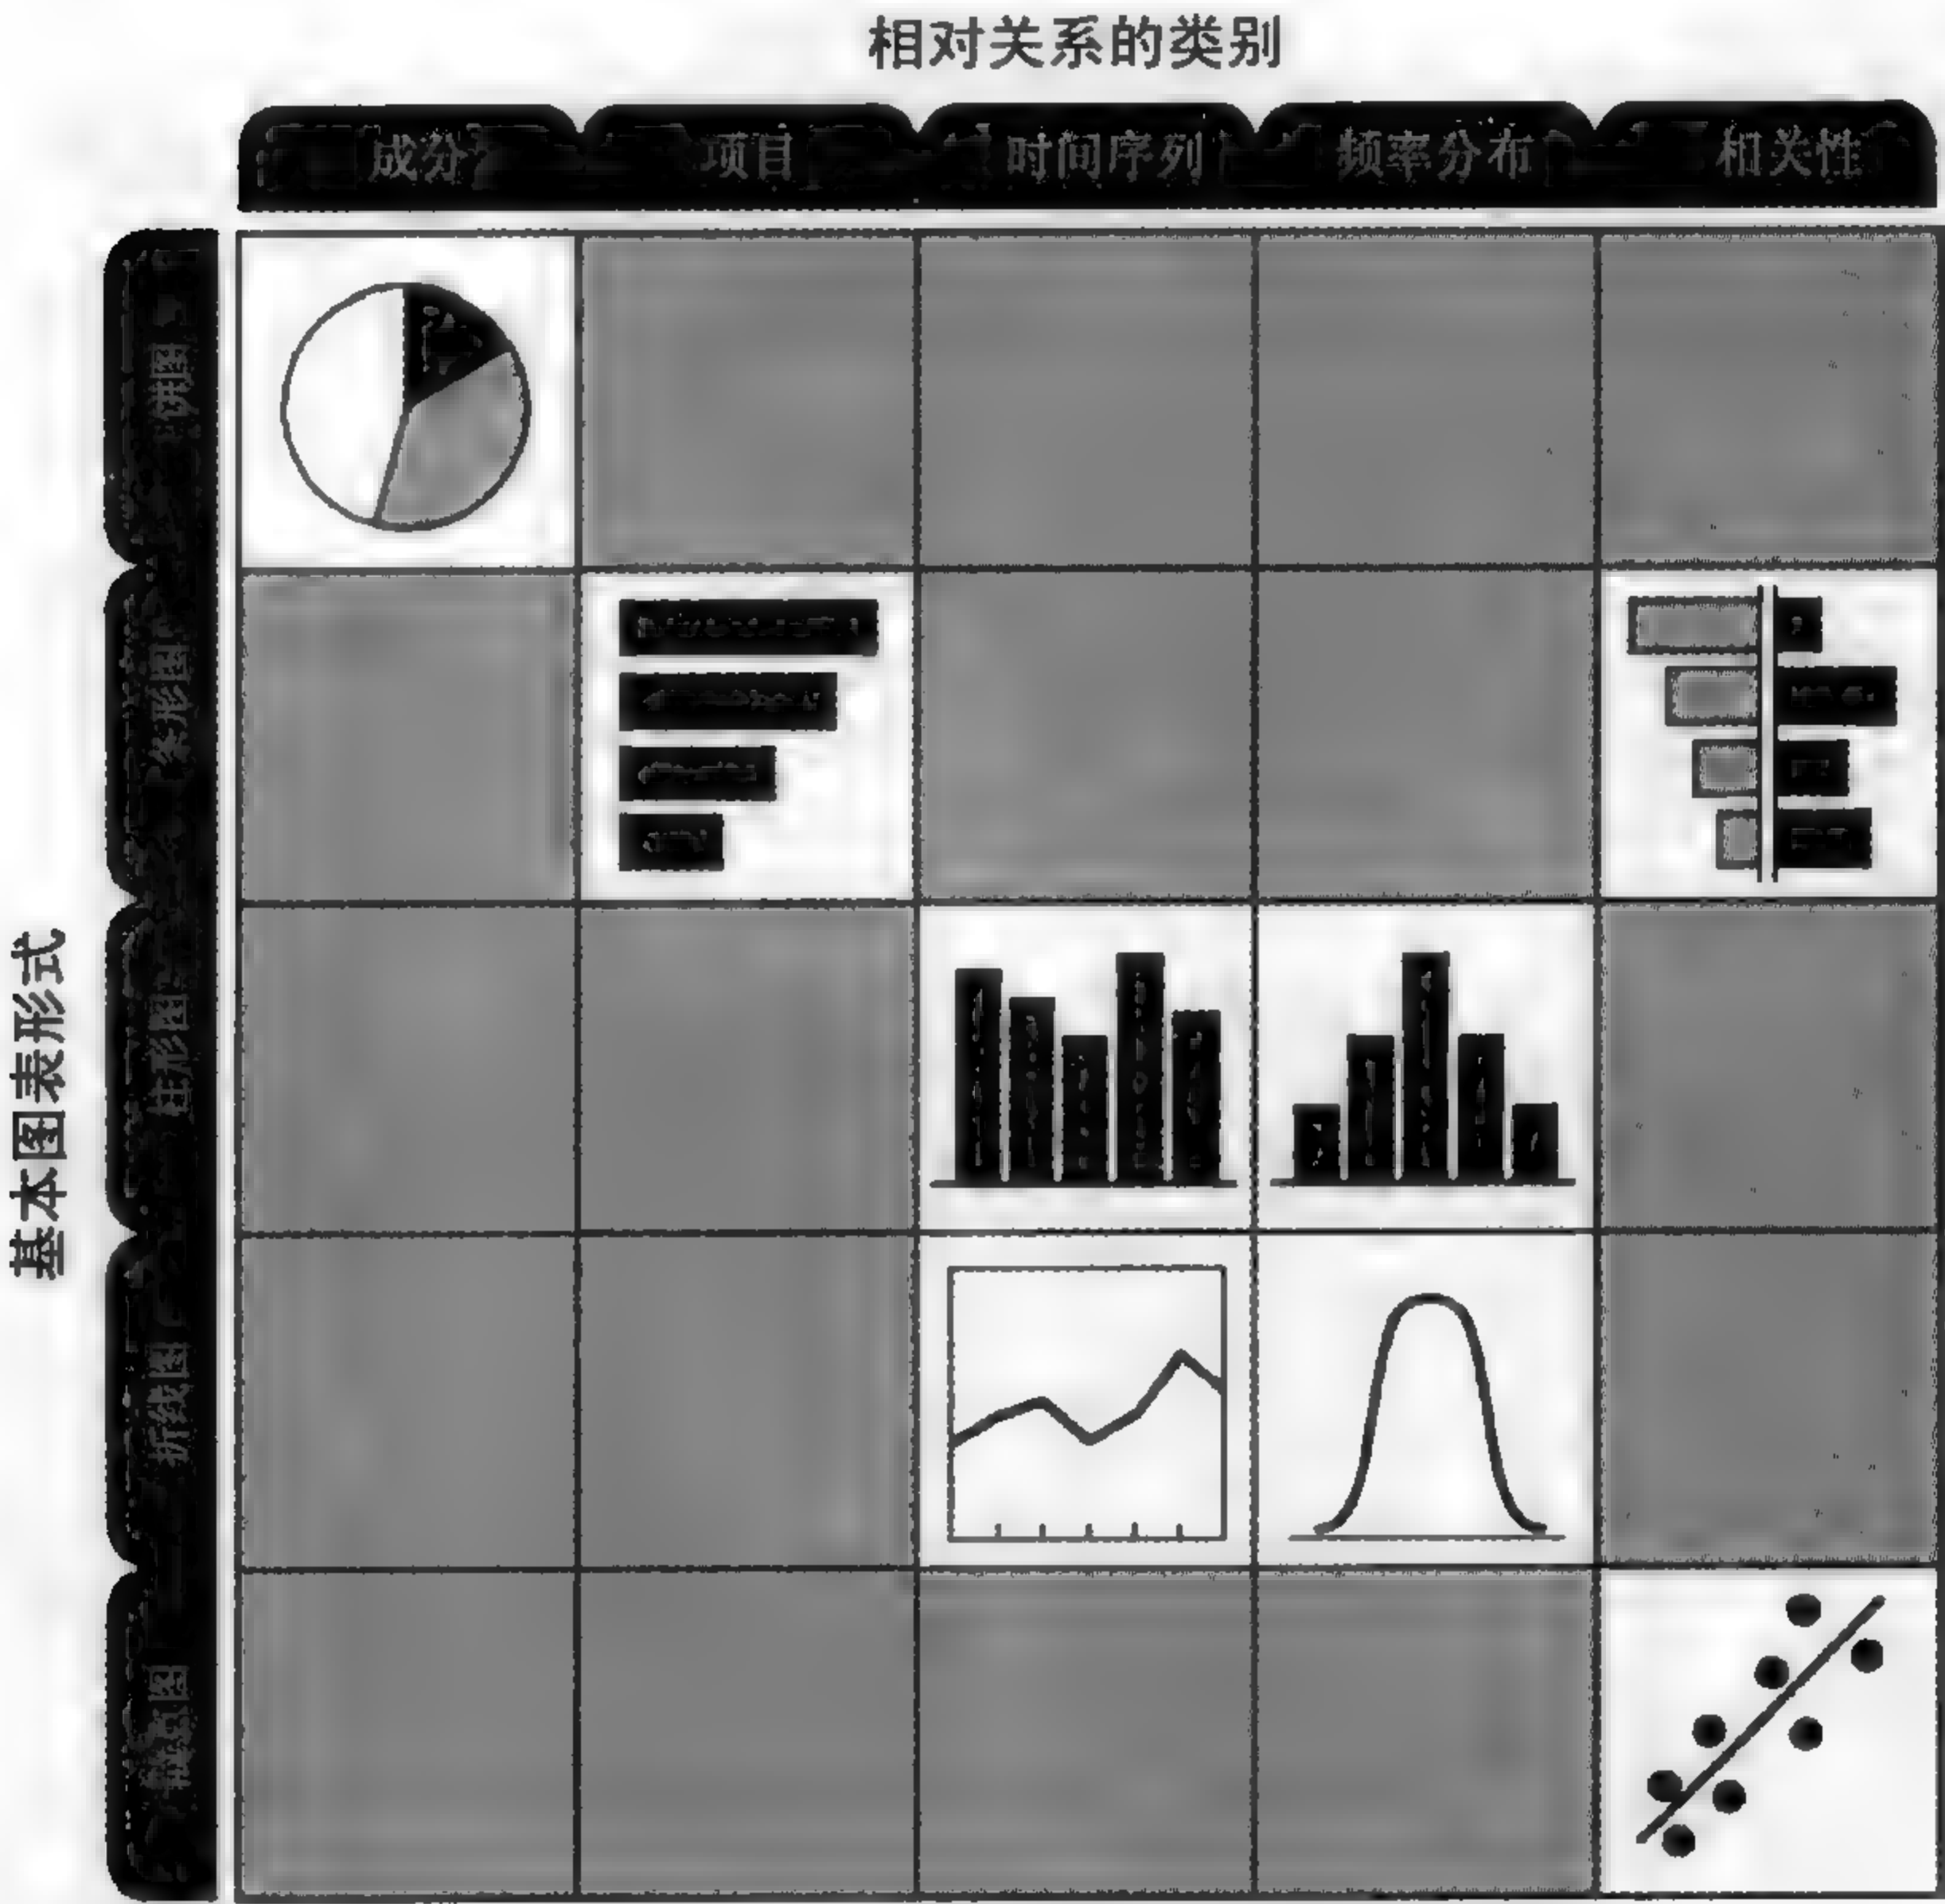 相对关系的类别
成分
项目
时间序列
频率分布
相关性
基本图表形式
饼图
条形图
柱形图
折线图
散点图